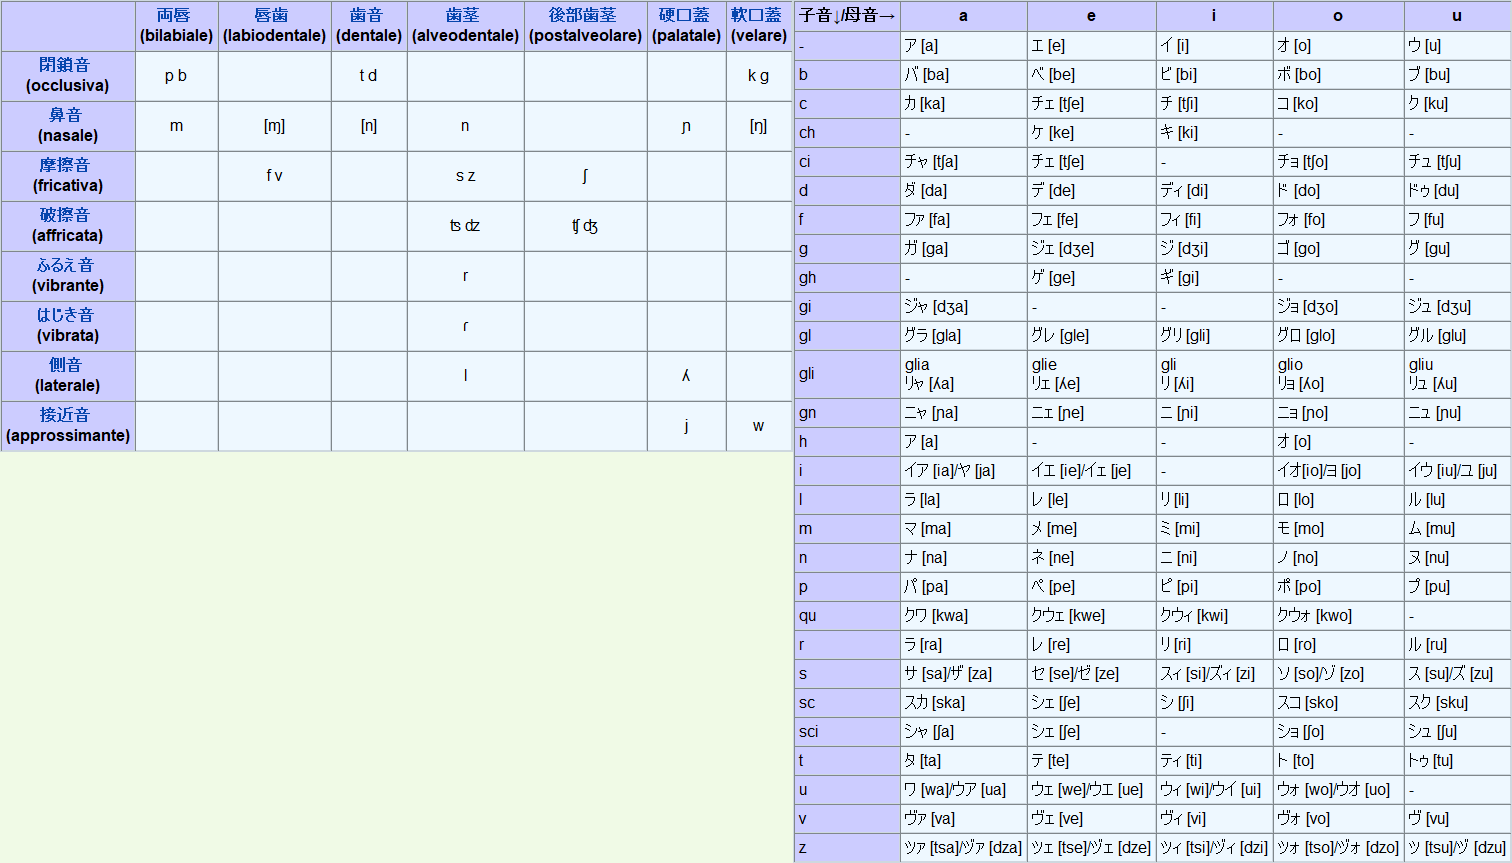 両唇 (bilabiale) 唇歯 (labiodentale) 歯音 (dentale) 歯茎 (alveodentale) 後部歯茎 (postalveolare) 硬口蓋 (palatale) 軟口蓋 (velare)
閉鎖音 (occlusiva) p b t d k g
鼻音 (nasale) m [ɱ] [n] n ɲ [ŋ]
摩擦音 (fricativa) f v s z ʃ
破擦音 (affricata) ʦ ʣ ʧ ʤ
ふるえ音 (vibrante) r
はじき音 (vibrata) ɾ
側音 (laterale) l ʎ
接近音 (approssimante) j w
子音↓/母音→ a e i o u
- ア [a] エ [e] イ [i] オ [o] ウ [u]
b バ [ba] ベ [be] ビ [bi] ボ [bo] ブ [bu]
c カ [ka] チェ [tʃe] チ [tʃi] コ [ko] ク [ku]
ch - ケ [ke] キ [ki] - -
ci チャ [tʃa] チェ [tʃe] - チョ [tʃo] チュ [tʃu]
d ダ [da] デ [de] ディ [di] ド [do] ドゥ [du]
f ファ [fa] フェ [fe] フィ [fi] フォ [fo] フ [fu]
g ガ [ga] ジェ [dʒe] ジ [dʒi] ゴ [go] グ [gu]
gh - ゲ [ge] ギ [gi] - -
gi ジャ [dʒa] - - ジョ [dʒo] ジュ [dʒu]
gl グラ [gla] グレ [gle] グリ [gli] グロ [glo] グル [glu]
gli glia リャ [ʎa] glie リェ [ʎe] gli リ [ʎi] glio リョ [ʎo] gliu リュ [ʎu]
gn ニャ [ɲa] ニェ [ɲe] ニ [ɲi] ニョ [ɲo] ニュ [ɲu]
h ア [a] - - オ [o] -
i イア [ia]/ヤ [ja] イエ [ie]/イェ [je] - イオ[io]/ヨ [jo] イウ [iu]/ユ [ju]
l ラ [la] レ [le] リ [li] ロ [lo] ル [lu]
m マ [ma] メ [me] ミ [mi] モ [mo] ム [mu]
n ナ [na] ネ [ne] ニ [ni] ノ [no] ヌ [nu]
p パ [pa] ペ [pe] ピ [pi] ポ [po] プ [pu]
qu クワ [kwa] クウェ [kwe] クウィ [kwi] クウォ [kwo] -
r ラ [ra] レ [re] リ [ri] ロ [ro] ル [ru]
s サ [sa]/ザ [za] セ [se]/ゼ [ze] スィ [si]/ズィ [zi] ソ [so]/ゾ [zo] ス [su]/ズ [zu]
sc スカ [ska] シェ [ʃe] シ [ʃi] スコ [sko] スク [sku]
sci シャ [ʃa] シェ [ʃe] - ショ [ʃo] シュ [ʃu]
t タ [ta] テ [te] ティ [ti] ト [to] トゥ [tu]
u ワ [wa]/ウア [ua] ウェ [we]/ウエ [ue] ウィ [wi]/ウイ [ui] ウォ [wo]/ウオ [uo] -
v ヴァ [va] ヴェ [ve] ヴィ [vi] ヴォ [vo] ヴ [vu]
z ツァ [tsa]/ヅァ [dza] ツェ [tse]/ヅェ [dze] ツィ [tsi]/ヅィ [dzi] ツォ [tso]/ヅォ [dzo] ツ [tsu]/ヅ [dzu]